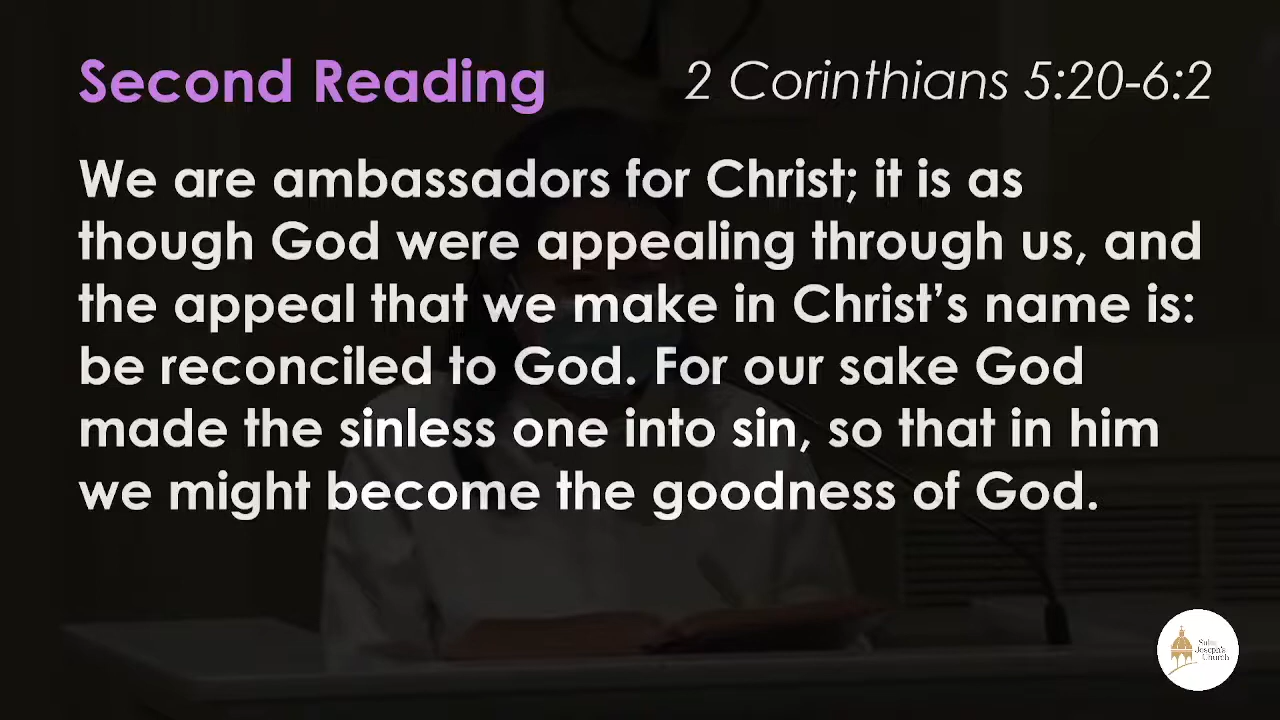 Second Reading
2 Corinthians 5:20-6:2
We are ambassadors for Christ; it is as
though God were appealing through us, and
the appeal that we make in Christ’s name is:
be reconciled to God. For our sake God
made the sinless one into sin, so that in him
we might become the goodness of God.
Saint
Joseph's
Church